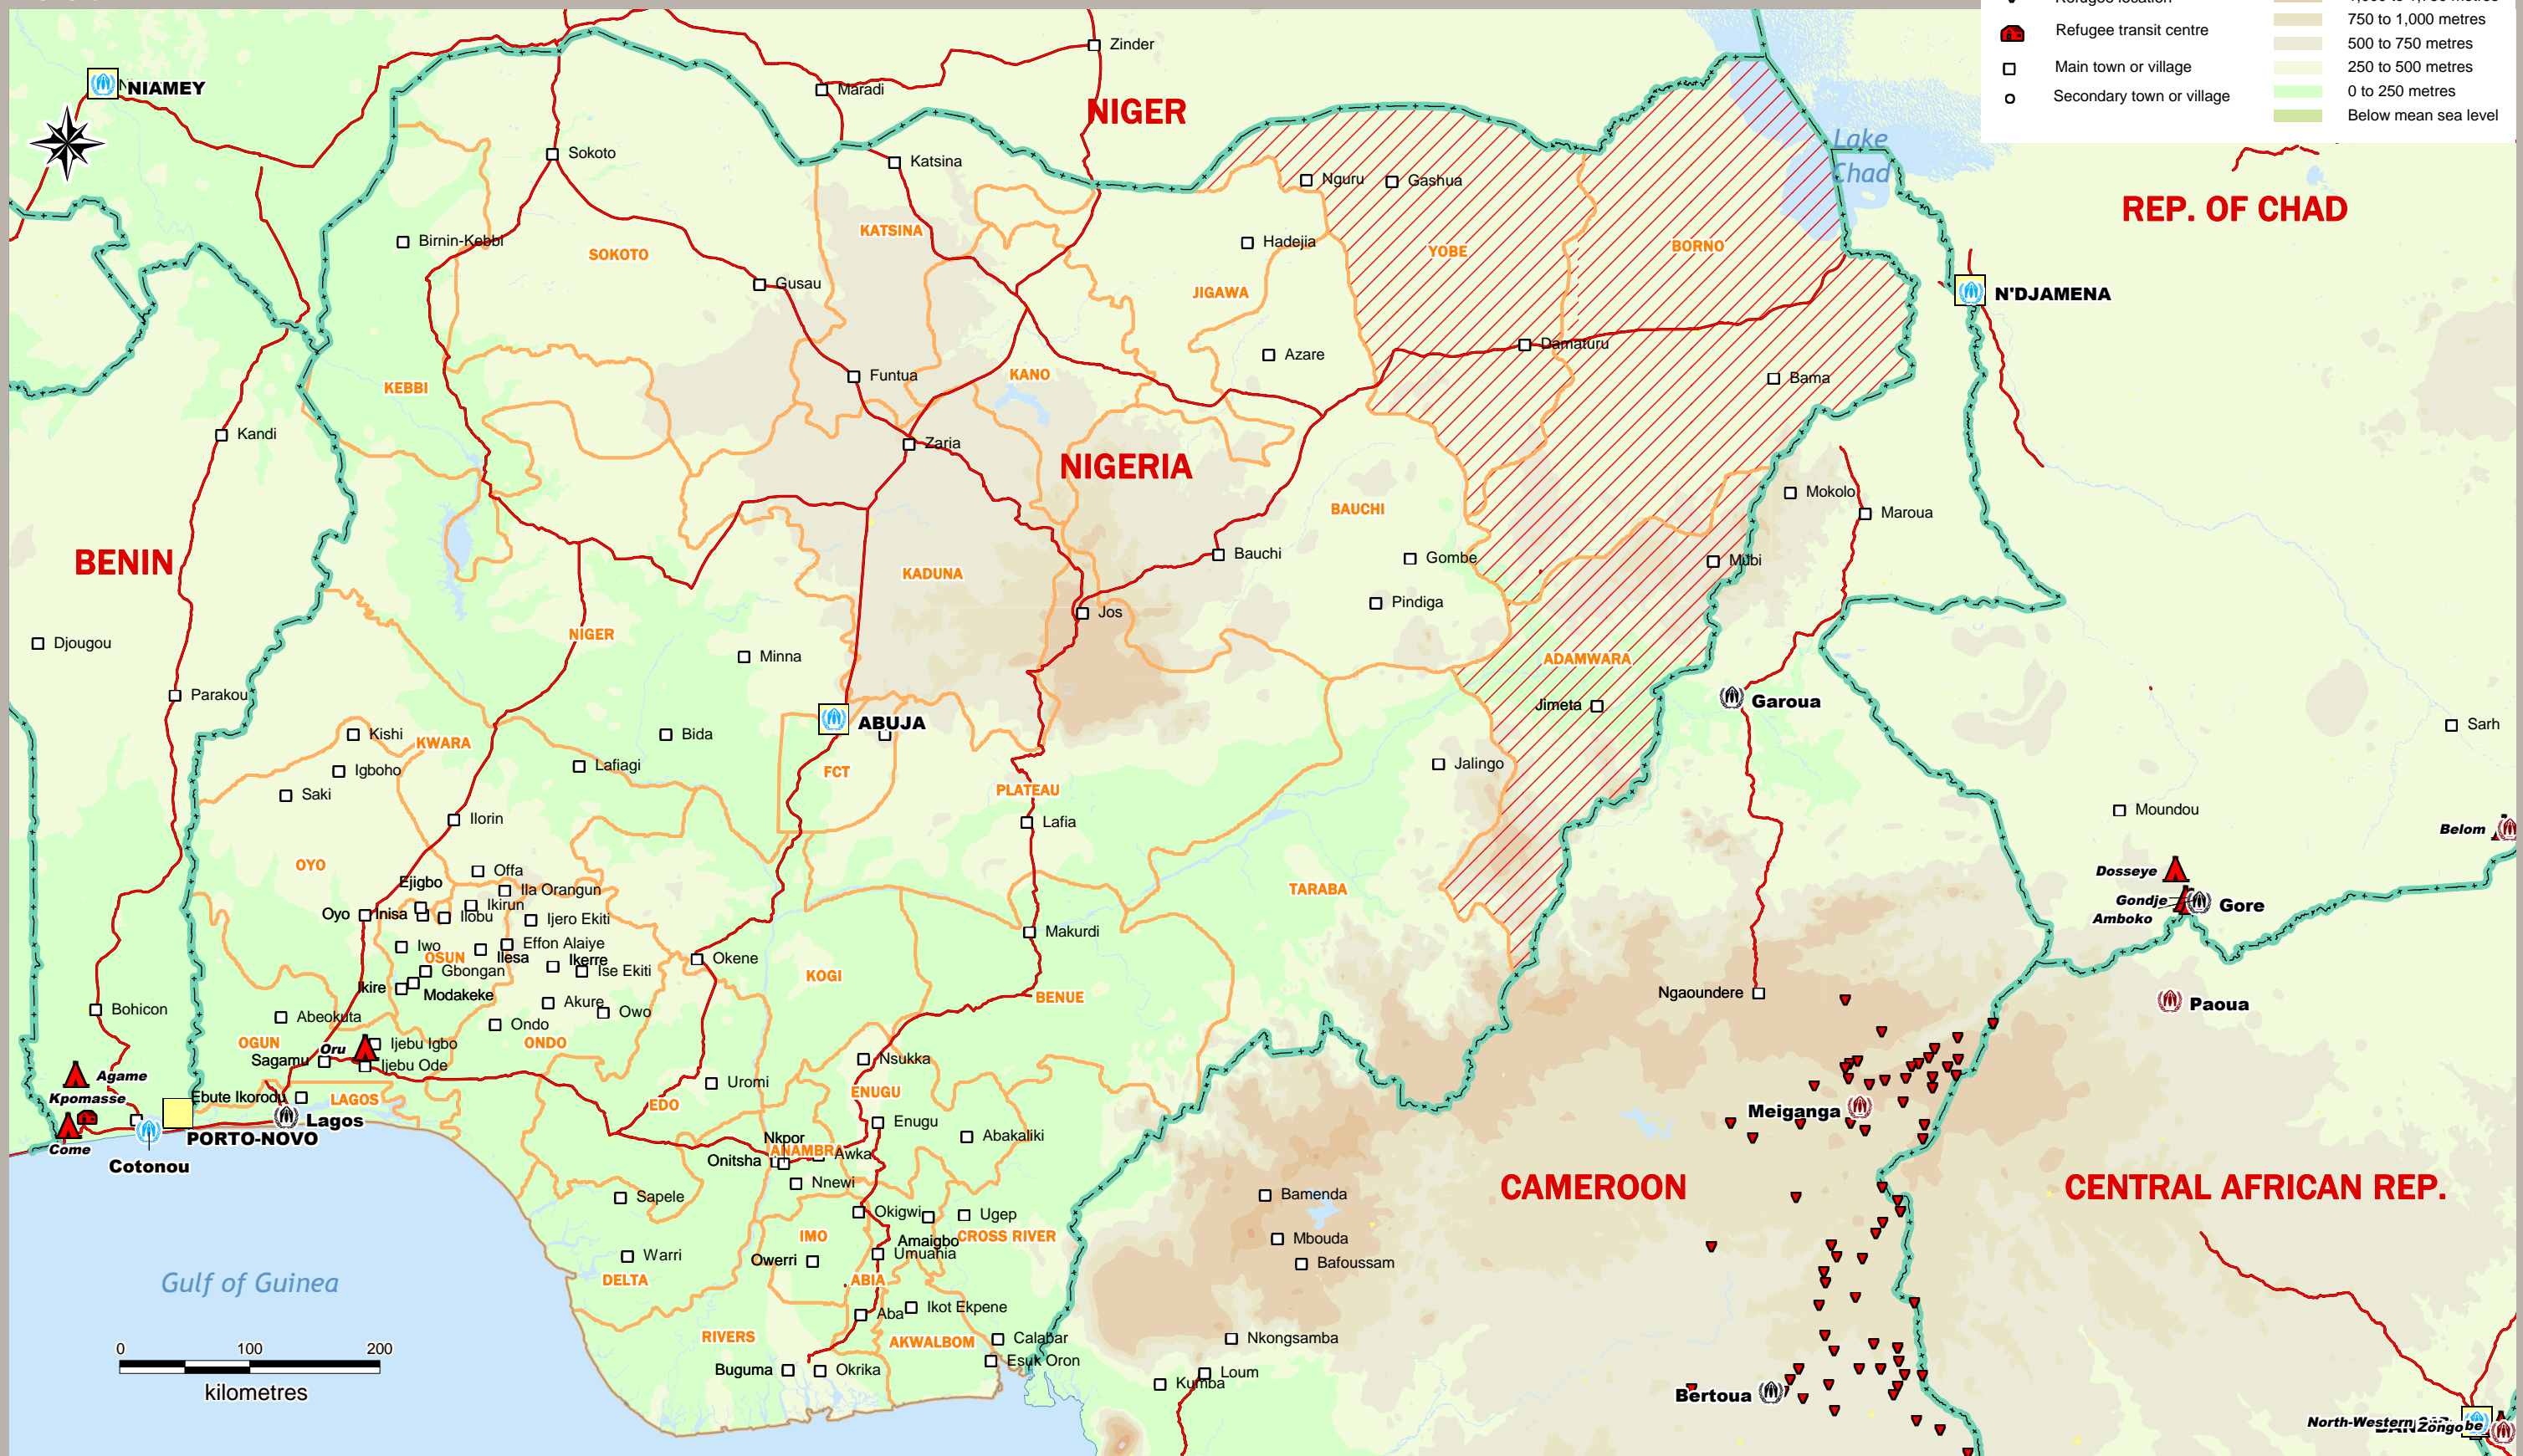 Refugee transit centre
Main town or village
Secondary town or village
750 to 1,000 metres
500 to 750 metres
250 to 500 metres
0 to 250 metres
Below mean sea level
NIAMEY
Zinder
Maradi
NIGER
Lake
Chad
Sokoto
Katsina
Nguru
Gashua
REP. OF CHAD
Birnin-Kebbi
SOKOTO
KATSINA
Hadejia
YOBE
BORNO
Gusau
JIGAWA
N'DJAMENA
Azare
Damaturu
KEBBI
Funtua
KANO
Bama
Kandi
Zaria
NIGERIA
Mokolo
Maroua
BAUCHI
BENIN
KADUNA
Bauchi
Gombe
Mubi
Pindiga
Jos
Djougou
NIGER
Minna
ADAMWARA
Parakou
ABUJA
Jimeta
Garoua
Sarh
Kishi
KWARA
Bida
Igboho
Lafiagi
FCT
Jalingo
Saki
PLATEAU
Ilorin
Lafia
Moundou
Belom
OYO
Offa
Ejigbo
Ila Orangun
TARABA
Dosseye
Gondje
Amboko
Gore
Oyo
Inisa
Ikirun
Ilobu
Ijero Ekiti
Makurdi
Iwo
OSUN
Effon Alaiye
Ilesa
Ikerre
Gbongan
Ise Ekiti
Okene
KOGI
Ikire
Modakeke
BENUE
Ngaoundere
Paoua
Bohicon
Abeokuta
Akure
Owo
Ondo
OGUN
Oru
Ijebu Igbo
ONDO
Sagamu
Ijebu Ode
Nsukka
Agame
Kpomasse
Ebute Ikorodu
LAGOS
Uromi
EDO
ENUGU
Meiganga
Lagos
Enugu
PORTO-NOVO
Come
Cotonou
Nkpor
ANAMBRA
Abakaliki
Onitsha
Awka
Nnewi
CAMEROON
CENTRAL AFRICAN REP.
Sapele
Bamenda
Okigwi
Ugep
IMO
Amaigbo
CROSS RIVER
Mbouda
Warri
Owerri
Umuahia
Bafoussam
Gulf of Guinea
DELTA
ABIA
Aba
Ikot Ekpene
RIVERS
AKWALBOM
Calabar
Nkongsamba
0 100 200
kilometres
Buguma
Okrika
Esuk Oron
Loum
Kumba
Bertoua
North-Western
Zongo